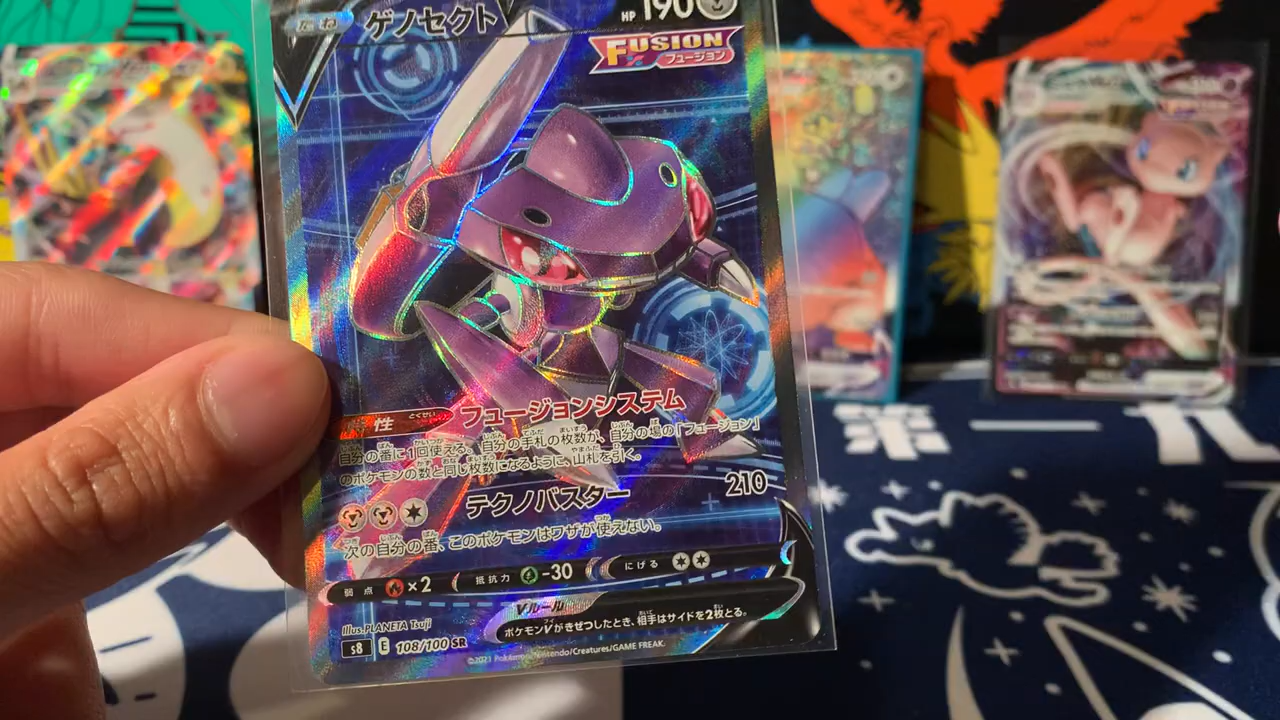 たね ゲノセクト HP 190
FUSION
フュージョン
特性 とくせい フュージョンシステム
自分の番に1回使える。自分の手札の枚数が、自分の場の「フュージョン」
のポケモンの数と同じ枚数になるように、山札を引く。
テクノバスター 210
次の自分の番、このポケモンはワザが使えない。
弱点 ×2 抵抗力 -30 にげる
Vルール
ポケモンVがきぜつしたとき、相手はサイドを2枚とる。
Illus.PLANETA Tsuji
s8 E 108/100 SR
©2021 Pokémon/Nintendo/Creatures/GAME FREAK.